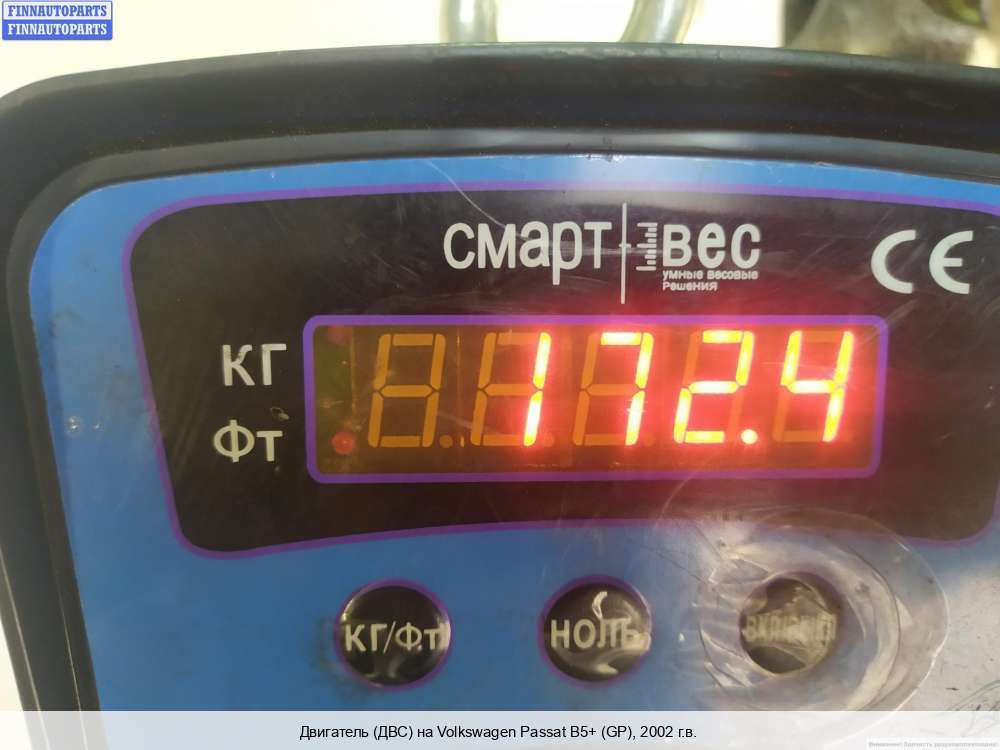 FINNAUTOPARTS
FINNAUTOPARTS
смарт вес
умные весовые
Решения
CE
КГ
Фт
172.4
КГ/Фт
НОЛЬ
Двигатель (ДВС) на Volkswagen Passat B5+ (GP), 2002 г.в.